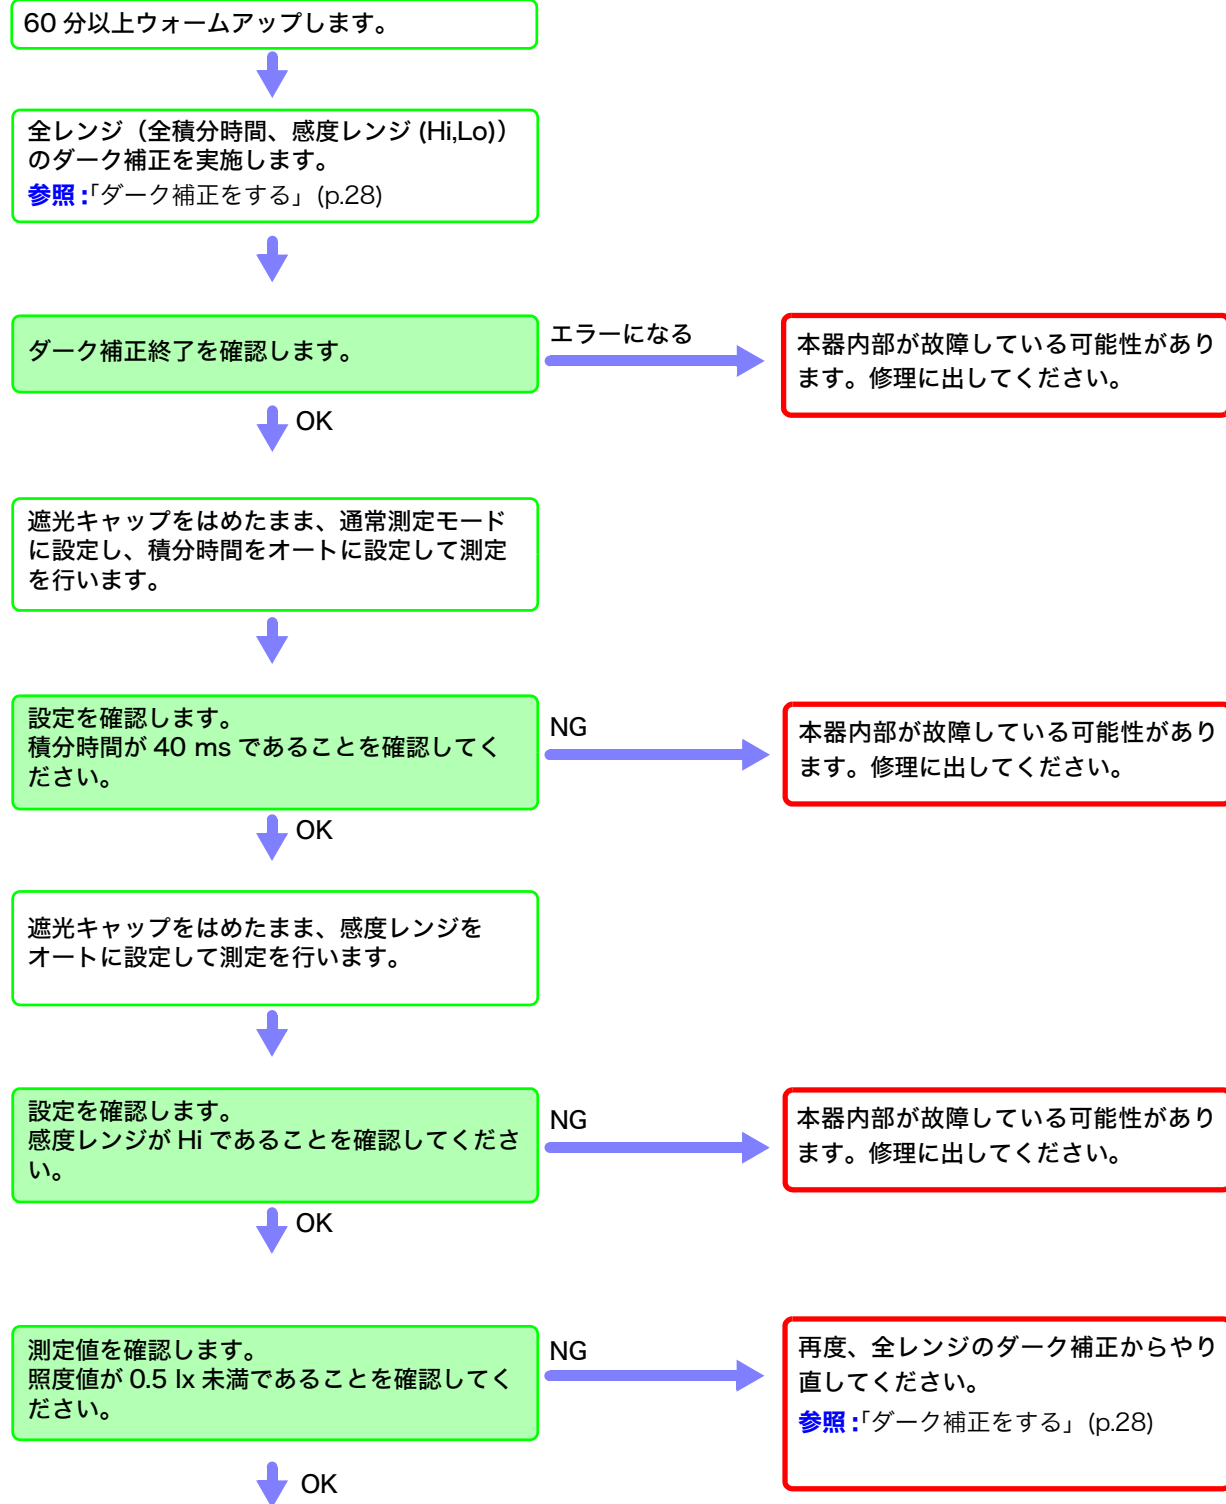 60 分以上ウォームアップします。
全レンジ（全積分時間、感度レンジ (Hi,Lo)）
のダーク補正を実施します。
参照 :「ダーク補正をする」(p.28)
ダーク補正終了を確認します。
エラーになる
本器内部が故障している可能性があり
ます。修理に出してください。
OK
遮光キャップをはめたまま、通常測定モード
に設定し、積分時間をオートに設定して測定
を行います。
設定を確認します。
積分時間が 40 ms であることを確認してく
ださい。
NG
本器内部が故障している可能性があり
ます。修理に出してください。
OK
遮光キャップをはめたまま、感度レンジを
オートに設定して測定を行います。
設定を確認します。
感度レンジが Hi であることを確認してくださ
い。
NG
本器内部が故障している可能性があり
ます。修理に出してください。
OK
測定値を確認します。
照度値が 0.5 lx 未満であることを確認してく
ださい。
NG
再度、全レンジのダーク補正からやり
直してください。
参照 :「ダーク補正をする」(p.28)
OK